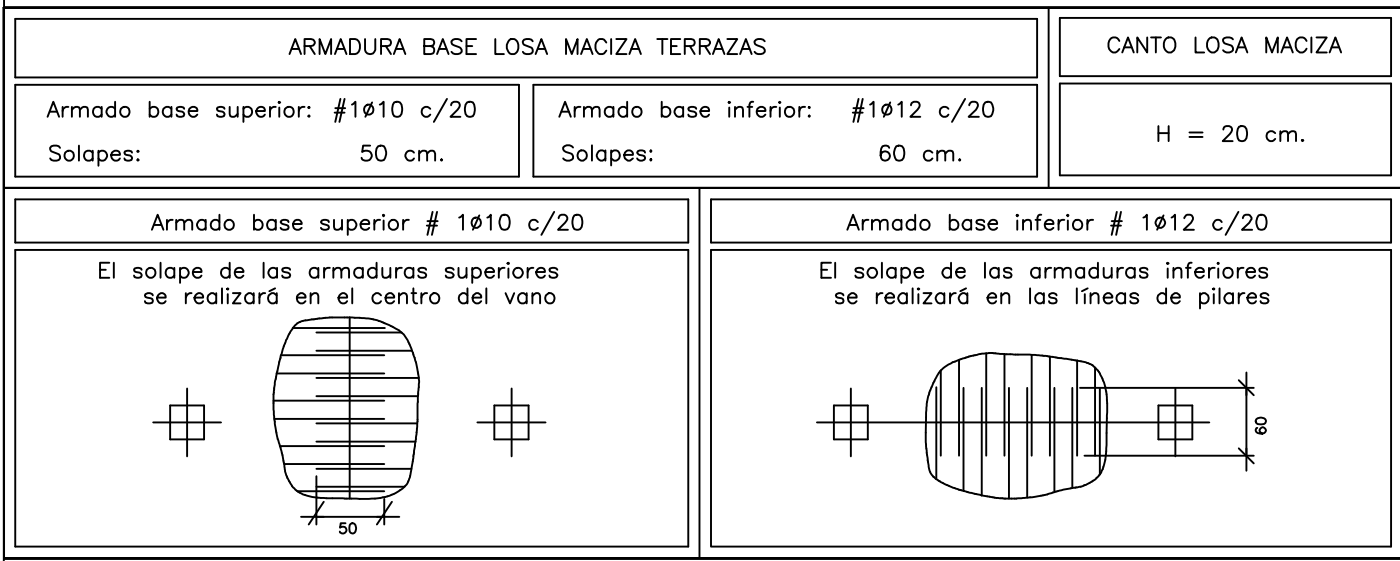 ARMADURA BASE LOSA MACIZA TERRAZAS
CANTO LOSA MACIZA
Armado base superior: #1ø10 c/20
Solapes: 50 cm.
Armado base inferior: #1ø12 c/20
Solapes: 60 cm.
H = 20 cm.
Armado base superior # 1ø10 c/20
El solape de las armaduras superiores
se realizará en el centro del vano
50
Armado base inferior # 1ø12 c/20
El solape de las armaduras inferiores
se realizará en las líneas de pilares
60